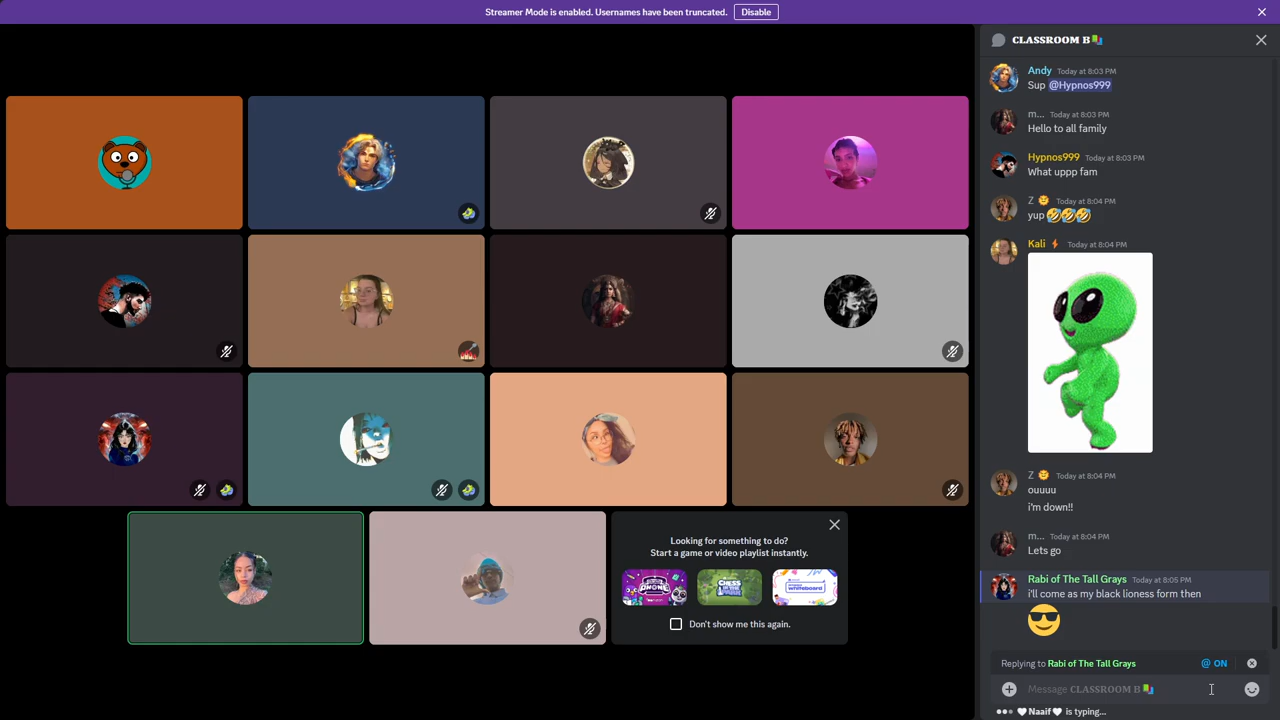 Streamer Mode is enabled. Usernames have been truncated. Disable
CLASSROOM B
Andy Today at 8:03 PM
Sup @Hypnos999
m... Today at 8:03 PM
Hello to all family
Hypnos999 Today at 8:03 PM
What uppp fam
Z Today at 8:04 PM
yup 🤣🤣🤣
Kali Today at 8:04 PM
Z Today at 8:04 PM
ouuuu
i'm down!!
m... Today at 8:04 PM
Lets go
Rabi of The Tall Grays Today at 8:05 PM
i'll come as my black lioness form then
😎
Looking for something to do?
Start a game or video playlist instantly.
CHESS
IN THE
PARK
whiteboard
Don't show me this again.
Replying to Rabi of The Tall Grays @ ON
Message CLASSROOM B
🤍Naaif🤍 is typing...